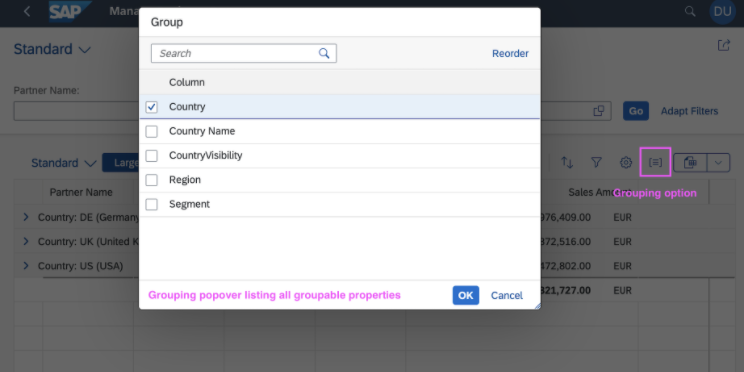 SAP
Mana
DU
Group
Standard
Search
Reorder
Column
Partner Name:
Country
Go
Adapt Filters
Country Name
CountryVisibility
Standard
Large
Region
Partner Name
Segment
Sales Am
Grouping option
Country: DE (Germany
976,409.00
EUR
Country: UK (United K
372,516.00
EUR
Country: US (USA)
472,802.00
EUR
Grouping popover listing all groupable properties
OK
Cancel
321,727.00
EUR